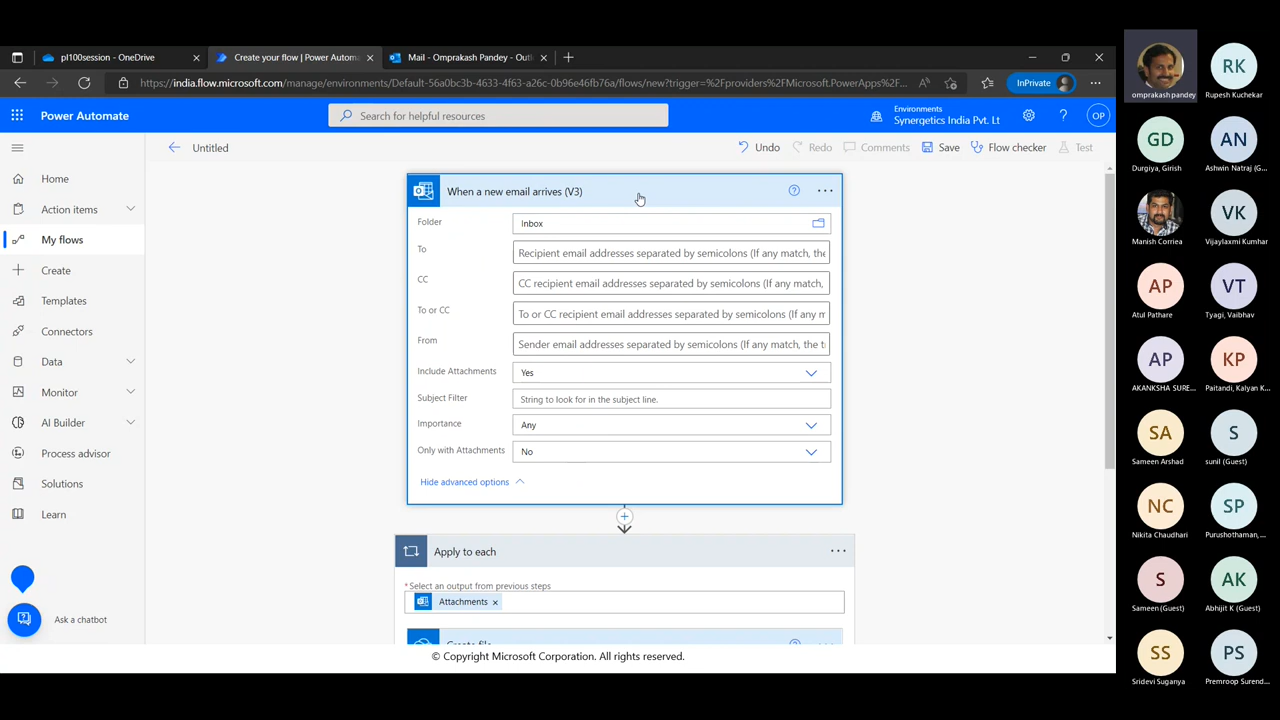 pl100session - OneDrive
Create your flow | Power Automa
Mail - Omprakash Pandey - Outl
https://india.flow.microsoft.com/manage/environments/Default-56a0bc3b-4633-4f63-a26c-0b96e46fb76a/flows/new?trigger=%2Fproviders%2FMicrosoft.PowerApps%2F...
InPrivate
Power Automate
Search for helpful resources
Environments
Synergetics India Pvt. Lt
OP
Untitled
Undo
Redo
Comments
Save
Flow checker
Test
Home
Action items
My flows
Create
Templates
Connectors
Data
Monitor
AI Builder
Process advisor
Solutions
Learn
Ask a chatbot
When a new email arrives (V3)
Folder
Inbox
To
Recipient email addresses separated by semicolons (If any match, the
CC
CC recipient email addresses separated by semicolons (If any match,
To or CC
To or CC recipient email addresses separated by semicolons (If any m
From
Sender email addresses separated by semicolons (If any match, the t
Include Attachments
Yes
Subject Filter
String to look for in the subject line.
Importance
Any
Only with Attachments
No
Hide advanced options
Apply to each
* Select an output from previous steps
Attachments
Create file
© Copyright Microsoft Corporation. All rights reserved.
omprakash pandey
RK
Rupesh Kuchekar
GD
Durgiya, Girish
AN
Ashwin Natraj (G...
Manish Corriea
VK
Vijaylaxmi Kumhar
AP
Atul Pathare
VT
Tyagi, Vaibhav
AP
AKANKSHA SURE...
KP
Paitandi, Kalyan K...
SA
Sameen Arshad
S
sunil (Guest)
NC
Nikita Chaudhari
SP
Purushothaman,...
S
Sameen (Guest)
AK
Abhijit K (Guest)
SS
Sridevi Suganya
PS
Premroop Surend...